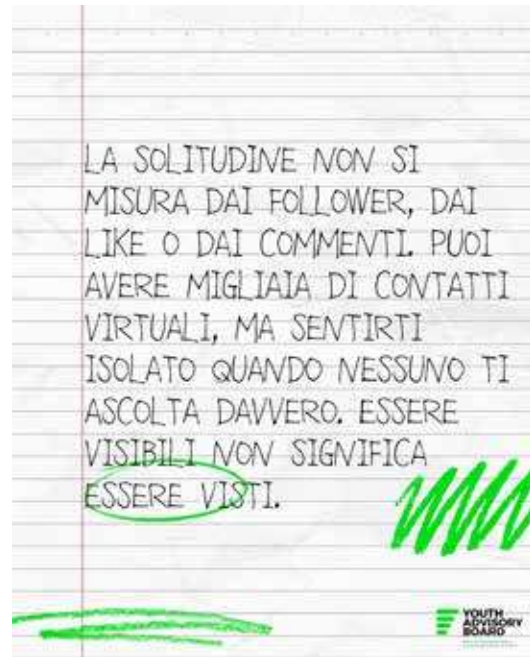 LA SOLITUDINE NON SI
MISURA DAI FOLLOWER, DAI
LIKE O DAI COMMENTI. PUOI
AVERE MIGLIAIA DI CONTATTI
VIRTUALI, MA SENTIRTI
ISOLATO QUANDO NESSUNO TI
ASCOLTA DAVVERO. ESSERE
VISIBILI NON SIGNIFICA
ESSERE VISTI.
YOUTH
ADVISORY
BOARD